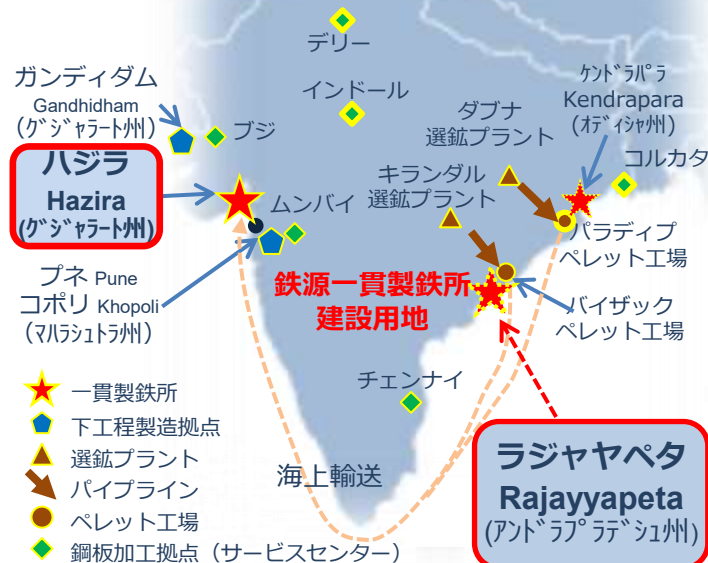 デリー
ガンディダム
Gandhidham
(ｸﾞｼﾞｬﾗｰﾄ州)
インドール
ブジ
ダブナ
選鉱プラント
ｹﾝﾄﾞﾗﾊﾟﾗ
Kendrapara
(ｵﾃﾞｨｼｬ州)
コルカタ
ハジラ
Hazira
(ｸﾞｼﾞｬﾗｰﾄ州)
キランダル
選鉱プラント
ムンバイ
パラディプ
ペレット工場
プネ Pune
コポリ Khopoli
(ﾏﾊﾗｼｭﾄﾗ州)
鉄源一貫製鉄所
建設用地
バイザック
ペレット工場
チェンナイ
一貫製鉄所
下工程製造拠点
選鉱プラント
パイプライン
ペレット工場
鋼板加工拠点（サービスセンター）
海上輸送
ラジャヤペタ
Rajayyapeta
(ｱﾝﾄﾞﾗﾌﾟﾗﾃﾞｼｭ州)